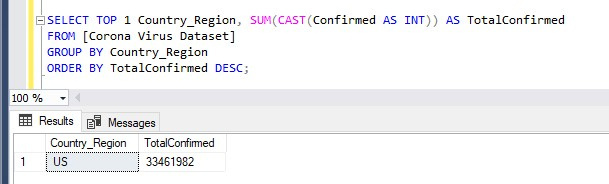 SELECT TOP 1 Country_Region, SUM(CAST(Confirmed AS INT)) AS TotalConfirmed
FROM [Corona Virus Dataset]
GROUP BY Country_Region
ORDER BY TotalConfirmed DESC;
100 %
Results Messages
Country_Region TotalConfirmed
1 US 33461982